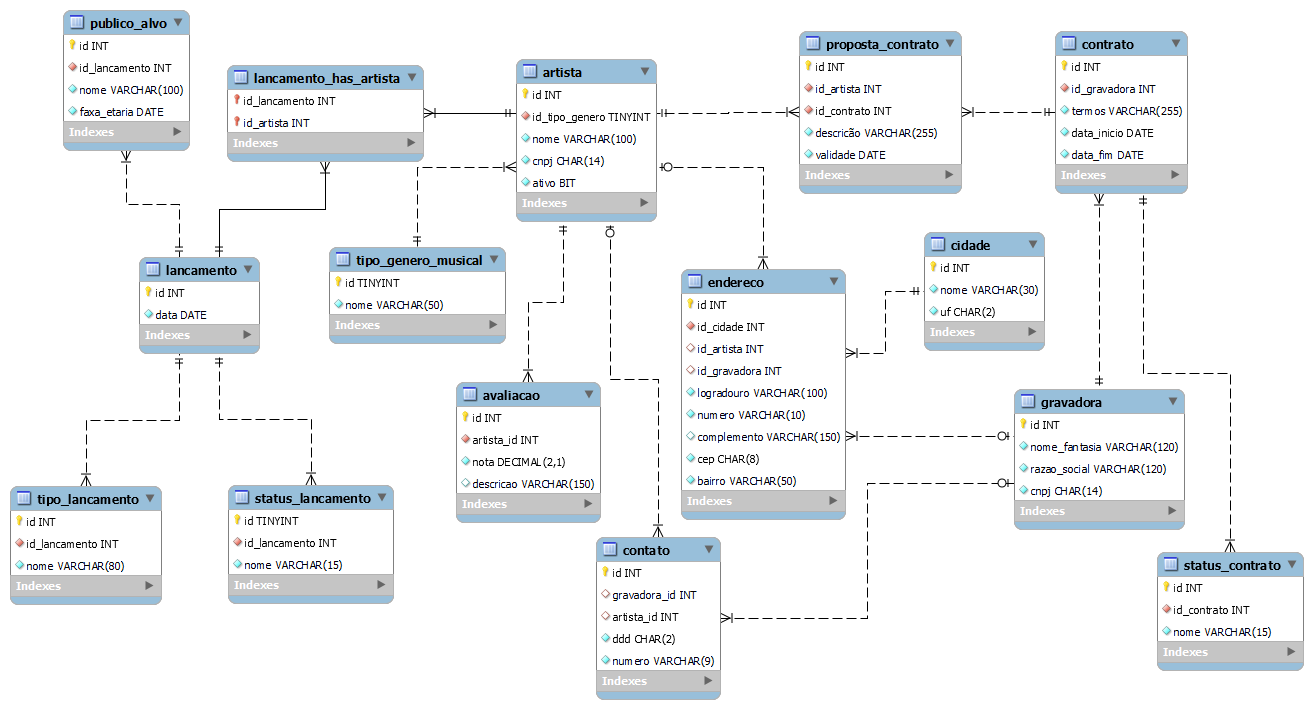 publico_alvo
id INT
id_lancamento INT
nome VARCHAR(100)
faxa_etaria DATE
Indexes
lancamento_has_artista
id_lancamento INT
id_artista INT
Indexes
artista
id INT
id_tipo_genero TINYINT
nome VARCHAR(100)
cnpj CHAR(14)
ativo BIT
Indexes
proposta_contrato
id INT
id_artista INT
id_contrato INT
descricão VARCHAR(255)
validade DATE
Indexes
contrato
id INT
id_gravadora INT
termos VARCHAR(255)
data_inicio DATE
data_fim DATE
Indexes
lancamento
id INT
data DATE
Indexes
tipo_genero_musical
id TINYINT
nome VARCHAR(50)
Indexes
endereco
id INT
id_cidade INT
id_artista INT
id_gravadora INT
logradouro VARCHAR(100)
numero VARCHAR(10)
complemento VARCHAR(150)
cep CHAR(8)
bairro VARCHAR(50)
Indexes
cidade
id INT
nome VARCHAR(30)
uf CHAR(2)
Indexes
avaliacao
id INT
artista_id INT
nota DECIMAL(2,1)
descricao VARCHAR(150)
Indexes
gravadora
id INT
nome_fantasia VARCHAR(120)
razao_social VARCHAR(120)
cnpj CHAR(14)
Indexes
tipo_lancamento
id INT
id_lancamento INT
nome VARCHAR(80)
Indexes
status_lancamento
id TINYINT
id_lancamento INT
nome VARCHAR(15)
Indexes
contato
id INT
gravadora_id INT
artista_id INT
ddd CHAR(2)
numero VARCHAR(9)
Indexes
status_contrato
id INT
id_contrato INT
nome VARCHAR(15)
Indexes